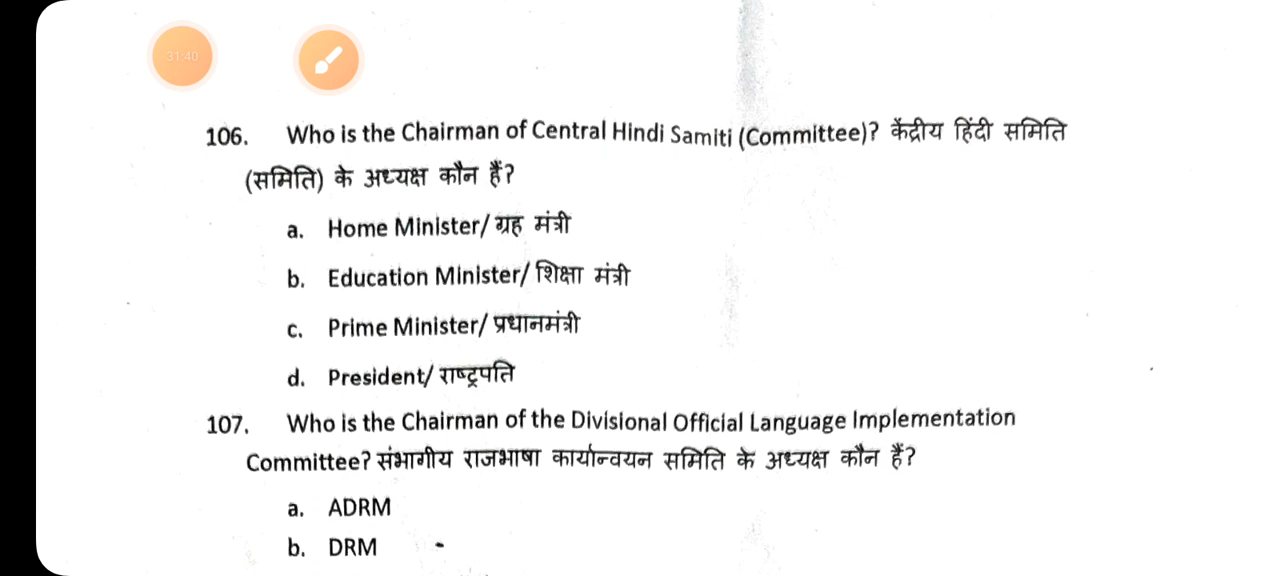 31:40
106. Who is the Chairman of Central Hindi Samiti (Committee)? केंद्रीय हिंदी समिति
(समिति) के अध्यक्ष कौन हैं?
a. Home Minister/ ग्रह मंत्री
b. Education Minister/ शिक्षा मंत्री
c. Prime Minister/ प्रधानमंत्री
d. President/ राष्ट्रपति
107. Who is the Chairman of the Divisional Official Language Implementation
Committee? संभागीय राजभाषा कार्यान्वयन समिति के अध्यक्ष कौन हैं?
a. ADRM
b. DRM -